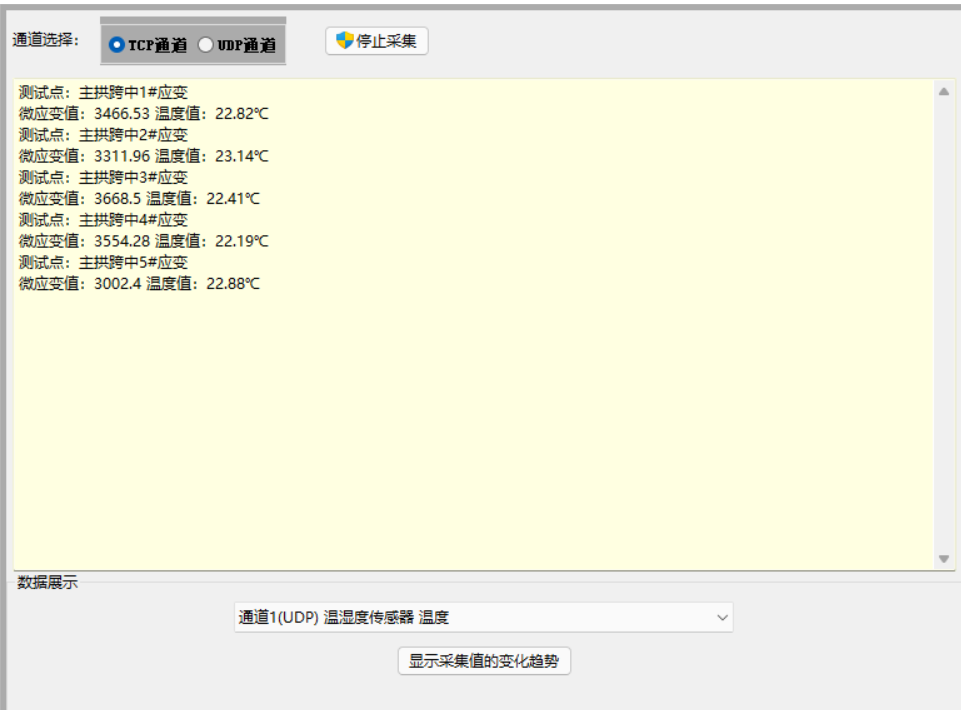 通道选择： TCP通道 UDP通道 停止采集
测试点：主拱跨中1#应变
微应变值：3466.53 温度值：22.82℃
测试点：主拱跨中2#应变
微应变值：3311.96 温度值：23.14℃
测试点：主拱跨中3#应变
微应变值：3668.5 温度值：22.41℃
测试点：主拱跨中4#应变
微应变值：3554.28 温度值：22.19℃
测试点：主拱跨中5#应变
微应变值：3002.4 温度值：22.88℃
数据展示
通道1(UDP) 温湿度传感器 温度
显示采集值的变化趋势